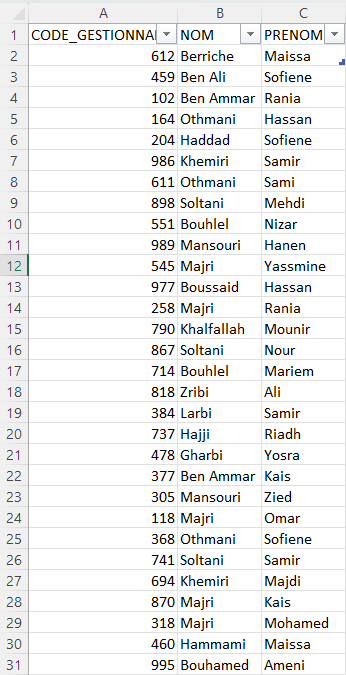 A B C
1 CODE_GESTIONNA NOM PRENOM
2 612 Berriche Maissa
3 459 Ben Ali Sofiene
4 102 Ben Ammar Rania
5 164 Othmani Hassan
6 204 Haddad Sofiene
7 986 Khemiri Samir
8 611 Othmani Sami
9 898 Soltani Mehdi
10 551 Bouhlel Nizar
11 989 Mansouri Hanen
12 545 Majri Yassmine
13 977 Boussaid Hassan
14 258 Majri Rania
15 790 Khalfallah Mounir
16 867 Soltani Nour
17 714 Bouhlel Mariem
18 818 Zribi Ali
19 384 Larbi Samir
20 737 Hajji Riadh
21 478 Gharbi Yosra
22 377 Ben Ammar Kais
23 305 Mansouri Zied
24 118 Majri Omar
25 368 Othmani Sofiene
26 741 Soltani Samir
27 694 Khemiri Majdi
28 870 Majri Kais
29 318 Majri Mohamed
30 460 Hammami Maissa
31 995 Bouhamed Ameni